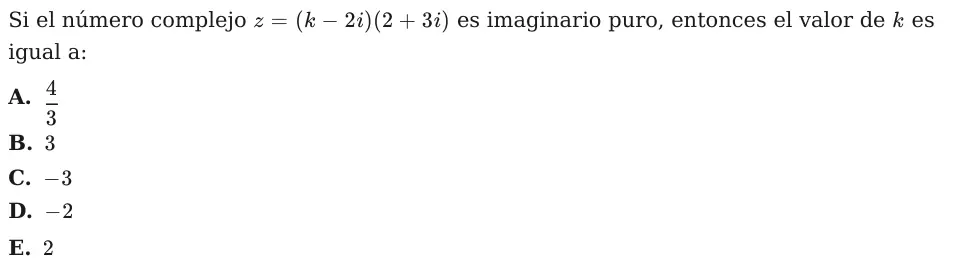 Si el número complejo z = (k − 2i)(2 + 3i) es imaginario puro, entonces el valor de k es
igual a:
A. 4/3
B. 3
C. −3
D. −2
E. 2